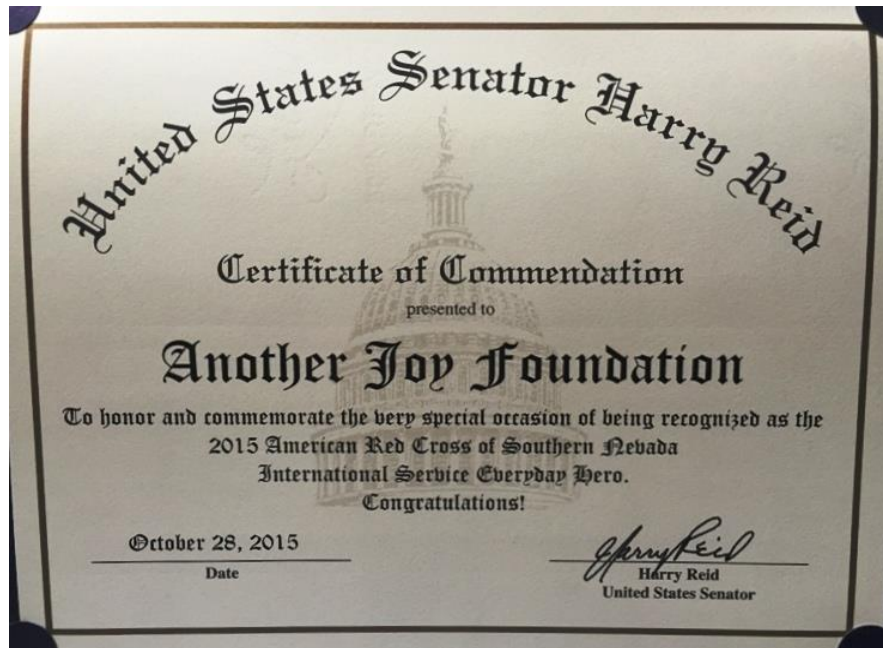 United States Senator Harry Reid
Certificate of Commendation
presented to
Another Joy Foundation
To honor and commemorate the very special occasion of being recognized as the
2015 American Red Cross of Southern Nevada
International Service Everyday Hero.
Congratulations!
October 28, 2015
Date
Harry Reid
Harry Reid
United States Senator